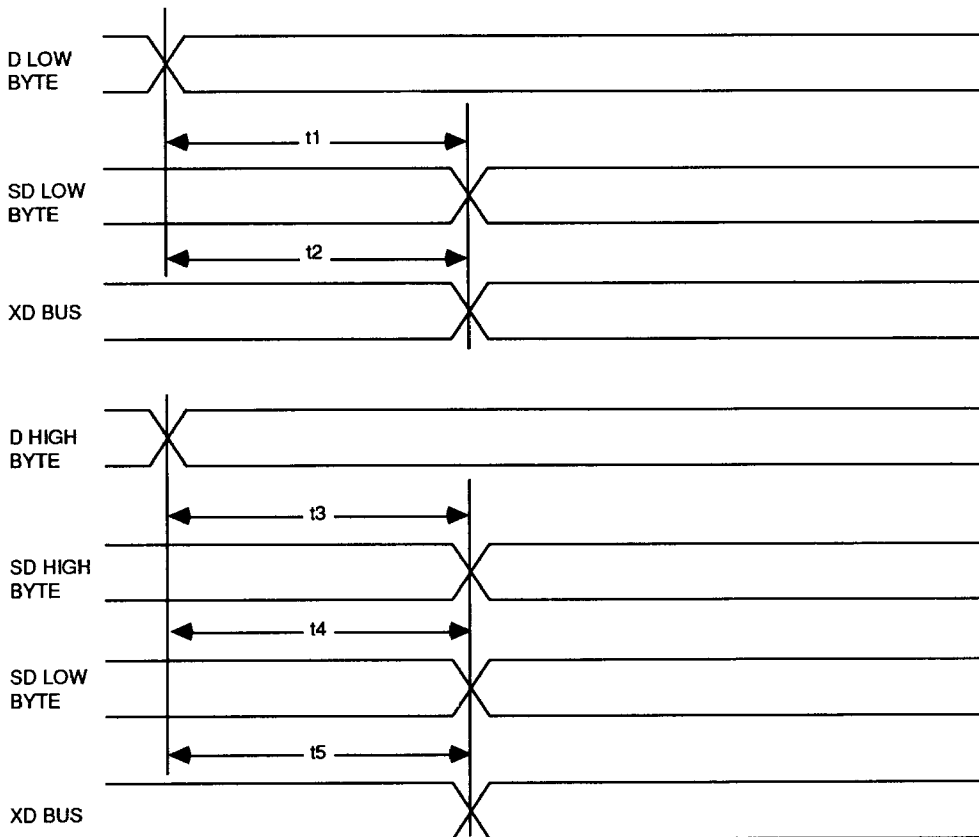 D LOW
BYTE
t1
SD LOW
BYTE
t2
XD BUS
D HIGH
BYTE
t3
SD HIGH
BYTE
t4
SD LOW
BYTE
t5
XD BUS